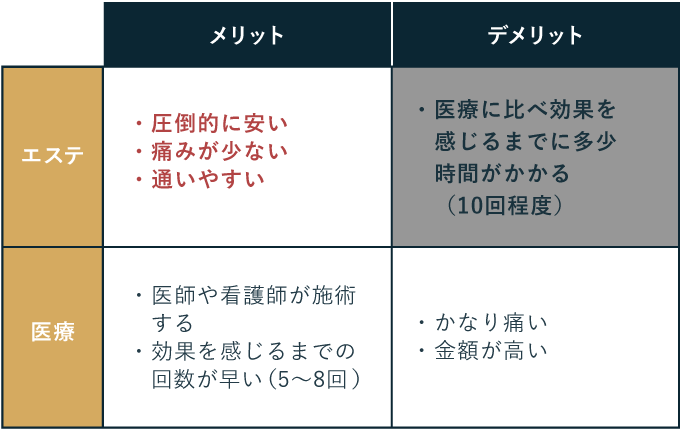 メリット
デメリット
エステ
・圧倒的に安い
・痛みが少ない
・通いやすい
・医療に比べ効果を
感じるまでに多少
時間がかかる
（10回程度）
医療
・医師や看護師が施術
する
・効果を感じるまでの
回数が早い（5〜8回）
・かなり痛い
・金額が高い